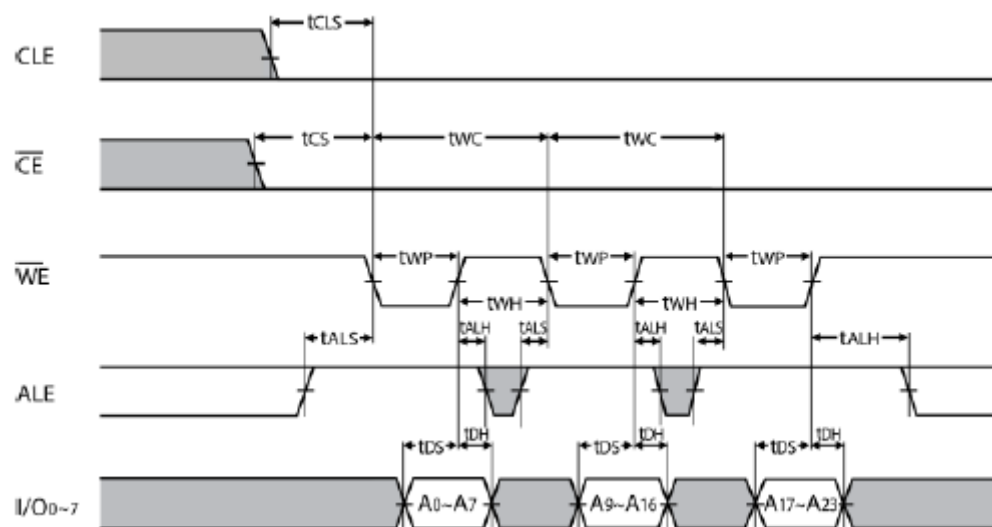 tCLS
CLE
tCS tWC tWC
CE
tWP tWP tWP
WE
tWH tWH
tALH tALS tALH tALS
tALS tALH
ALE
tDS tDH tDS tDH tDS tDH
I/O0~7 A0~A7 A9~A16 A17~A23